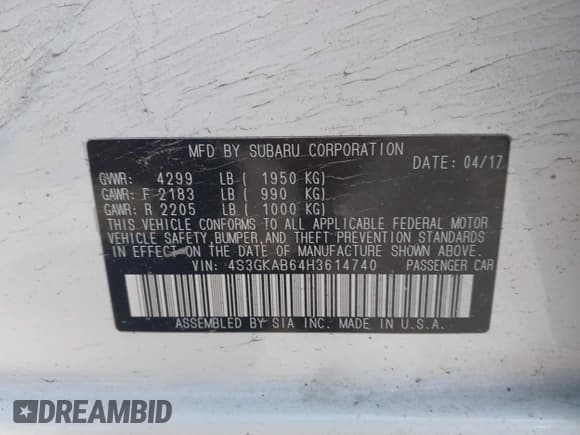 MFD BY SUBARU CORPORATION
DATE: 04/17
GVWR: 4299 LB ( 1950 KG)
GAWR: F 2183 LB ( 990 KG)
GAWR: R 2205 LB ( 1000 KG)
THIS VEHICLE CONFORMS TO ALL APPLICABLE FEDERAL MOTOR
VEHICLE SAFETY, BUMPER, AND THEFT PREVENTION STANDARDS
IN EFFECT ON THE DATE OF MANUFACTURE SHOWN ABOVE.
VIN: 4S3GKAB64H3614740 PASSENGER CAR
ASSEMBLED BY SIA INC. MADE IN U.S.A.
DREAMBID